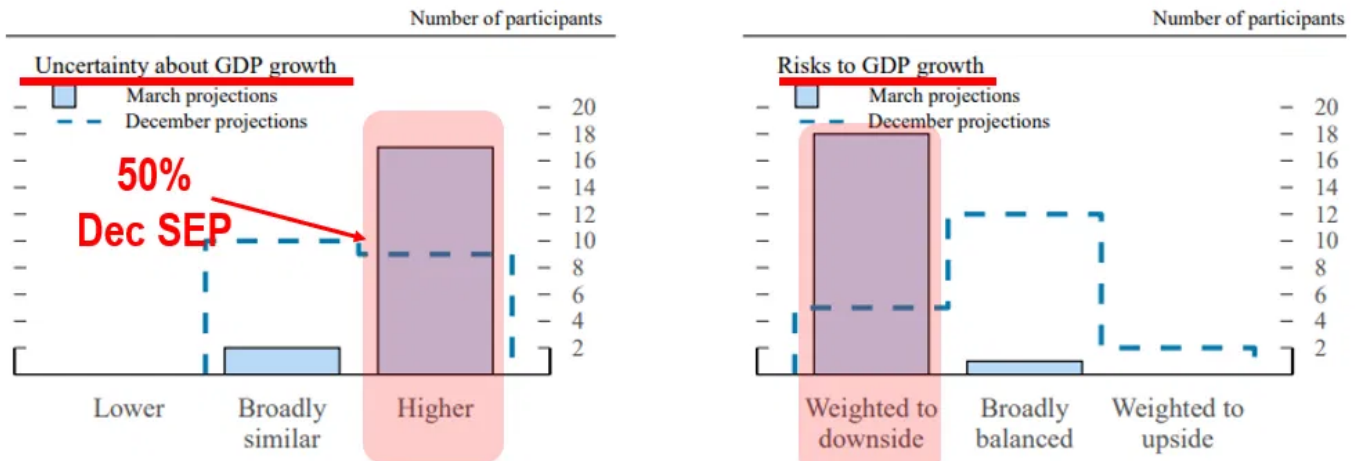 Number of participants
Uncertainty about GDP growth
March projections
December projections
50%
Dec SEP
20
18
16
14
12
10
8
6
4
2
Lower
Broadly
similar
Higher
Number of participants
Risks to GDP growth
March projections
December projections
20
18
16
14
12
10
8
6
4
2
Weighted to
downside
Broadly
balanced
Weighted to
upside